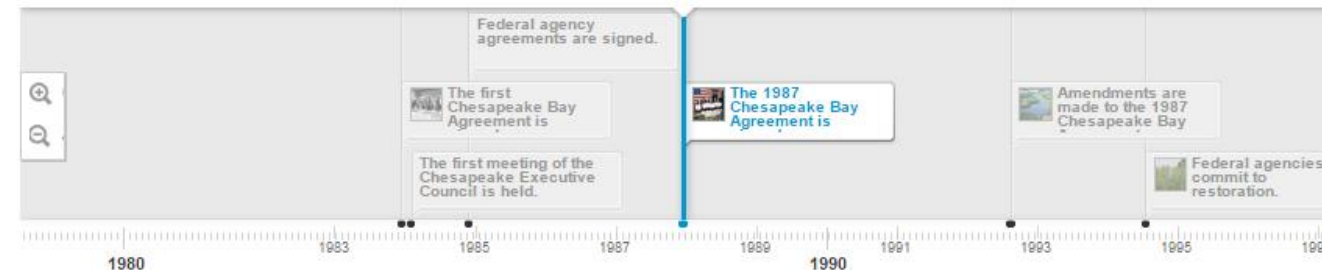 Federal agency
agreements are signed.
The first
Chesapeake Bay
Agreement is
The 1987
Chesapeake Bay
Agreement is
Amendments are
made to the 1987
Chesapeake Bay
The first meeting of the
Chesapeake Executive
Council is held.
Federal agencies
commit to
restoration.
1983
1985
1987
1989
1991
1993
1995
1980
1990